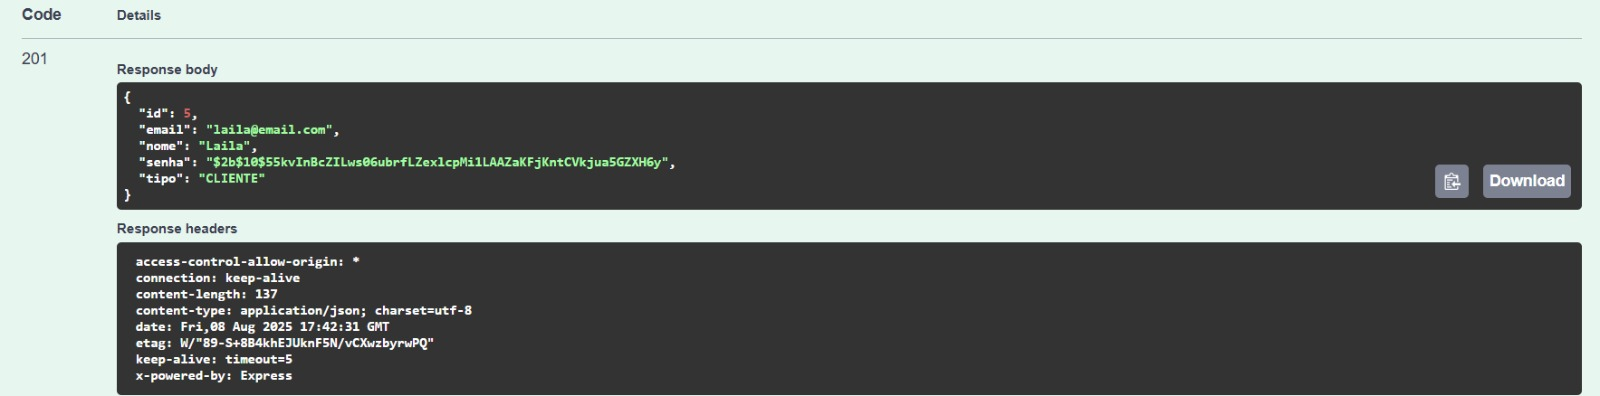 Code Details
201
Response body
{
"id": 5,
"email": "laila@email.com",
"nome": "Laila",
"senha": "$2b$10$55kvInBcZILws06ubrfLZexlcpMi1LAAZaKFjKntCVkjua5GZXH6y",
"tipo": "CLIENTE"
}
Download
Response headers
access-control-allow-origin: *
connection: keep-alive
content-length: 137
content-type: application/json; charset=utf-8
date: Fri,08 Aug 2025 17:42:31 GMT
etag: W/"89-S+8B4khEJUknF5N/vCXwzbyrwPQ"
keep-alive: timeout=5
x-powered-by: Express